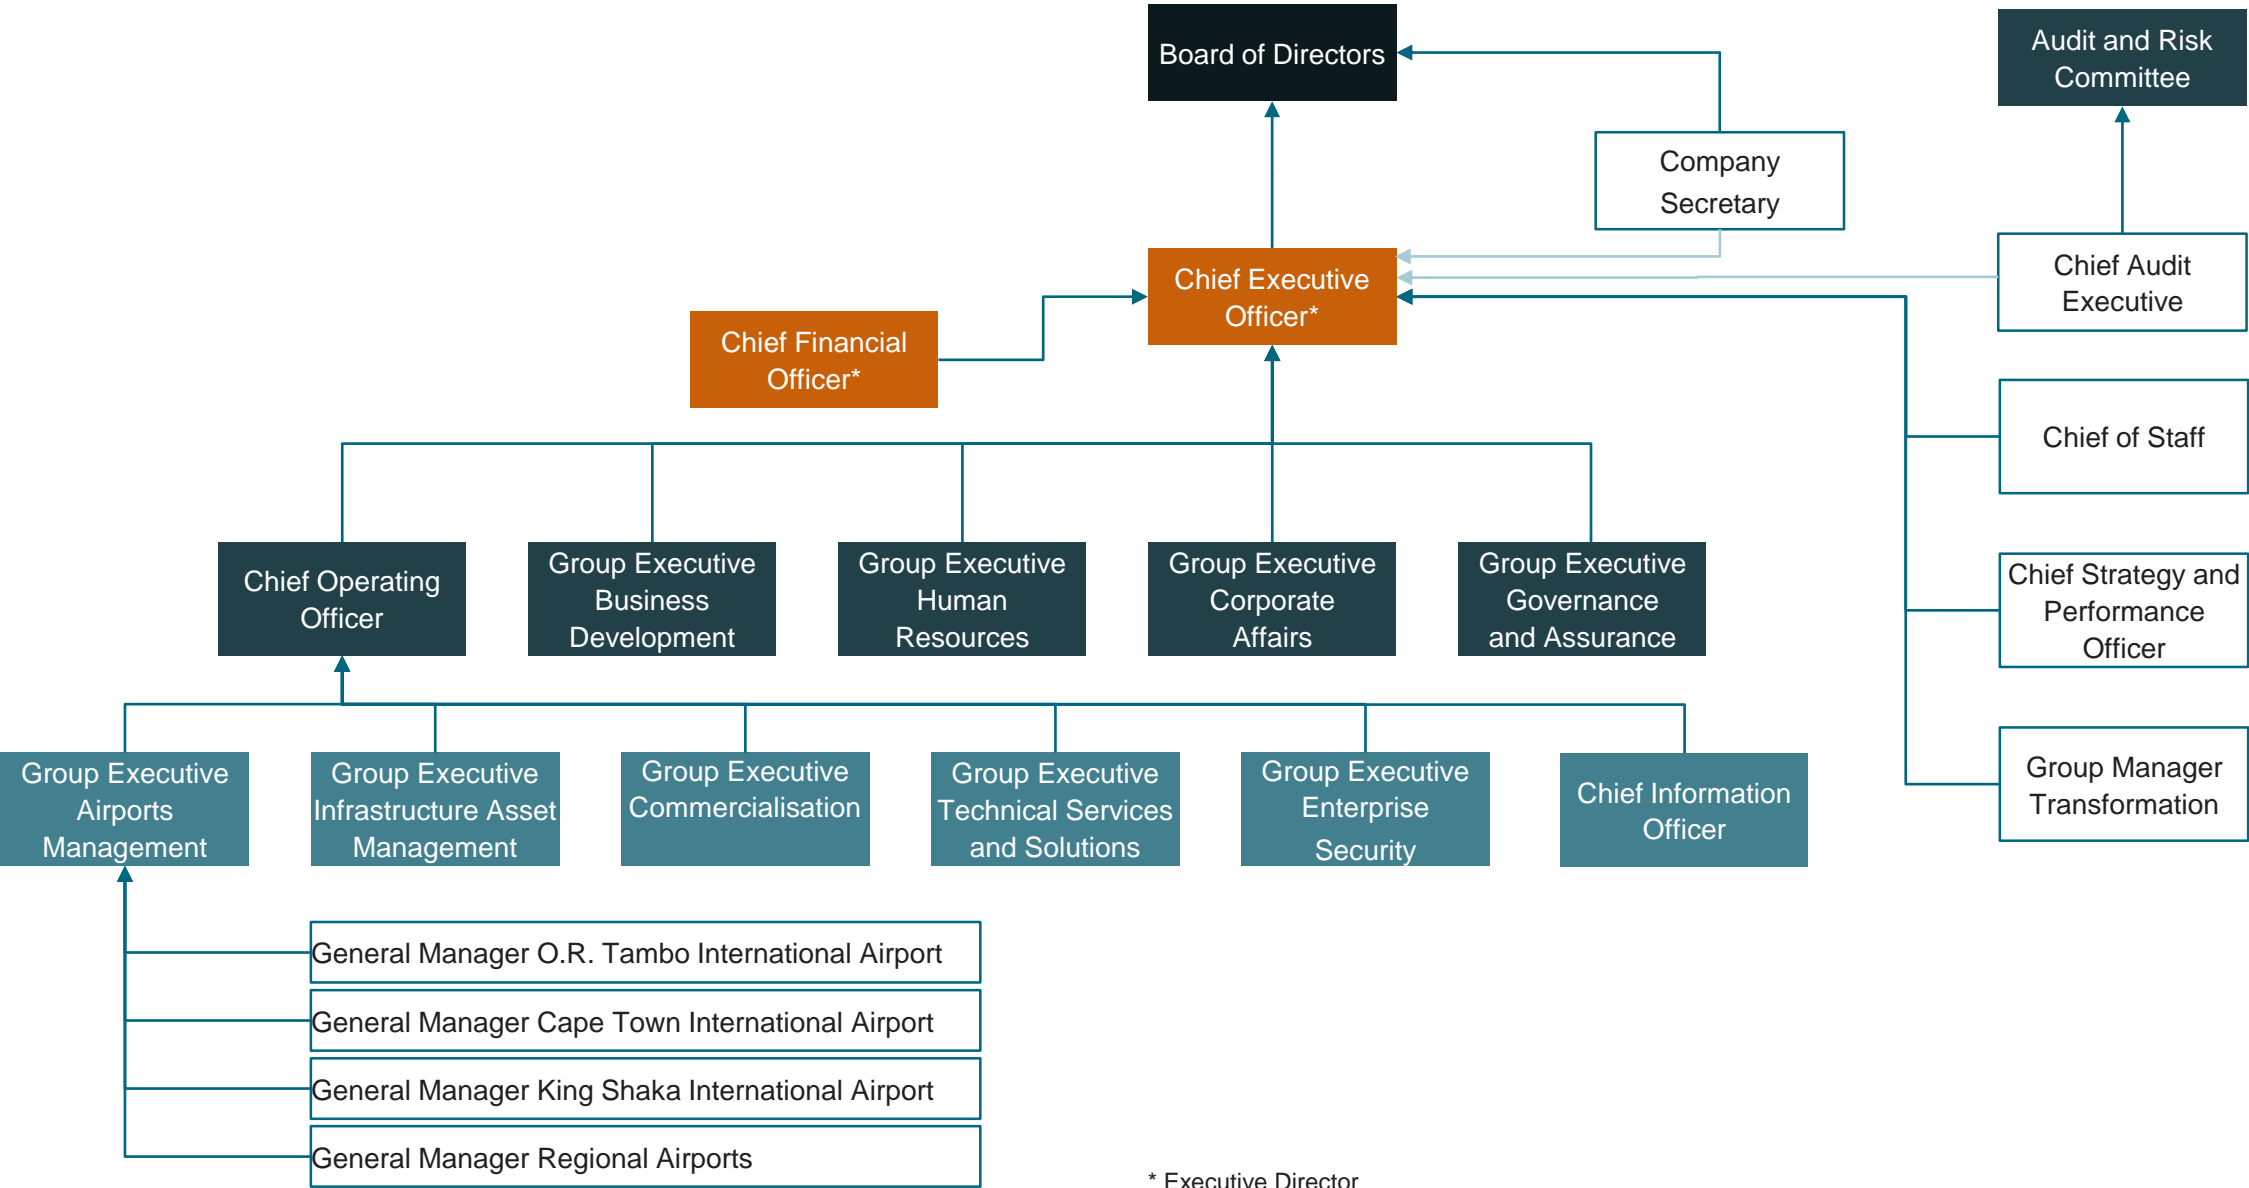 Board of Directors
Audit and Risk
Committee
Company
Secretary
Chief Executive
Officer*
Chief Audit
Executive
Chief Financial
Officer*
Chief of Staff
Chief Operating
Officer
Group Executive
Business
Development
Group Executive
Human
Resources
Group Executive
Corporate
Affairs
Group Executive
Governance
and Assurance
Chief Strategy and
Performance
Officer
Group Executive
Airports
Management
Group Executive
Infrastructure Asset
Management
Group Executive
Commercialisation
Group Executive
Technical Services
and Solutions
Group Executive
Enterprise
Security
Chief Information
Officer
Group Manager
Transformation
General Manager O.R. Tambo International Airport
General Manager Cape Town International Airport
General Manager King Shaka International Airport
General Manager Regional Airports
* Executive Director